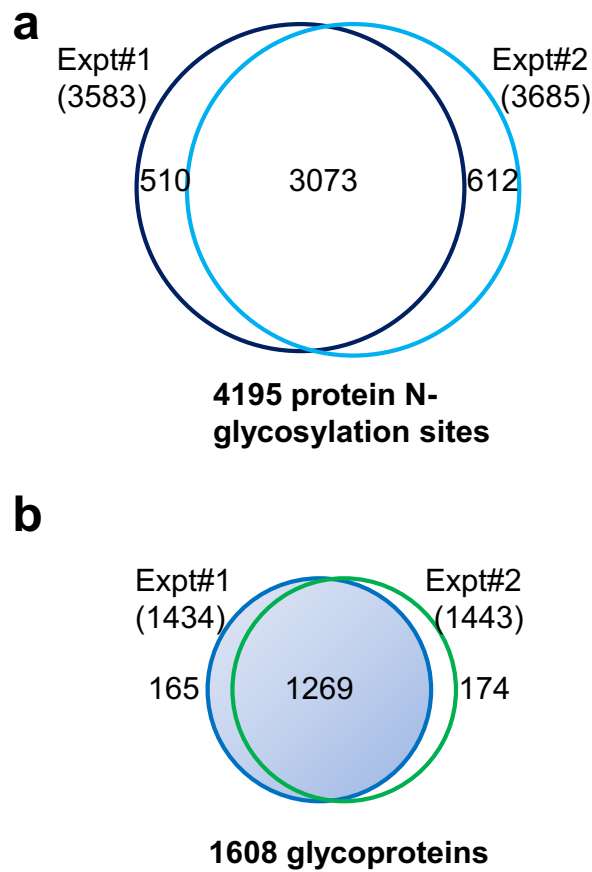 a
Expt#1
(3583)
Expt#2
(3685)
510
3073
612
4195 protein N-
glycosylation sites
b
Expt#1
(1434)
Expt#2
(1443)
165
1269
174
1608 glycoproteins